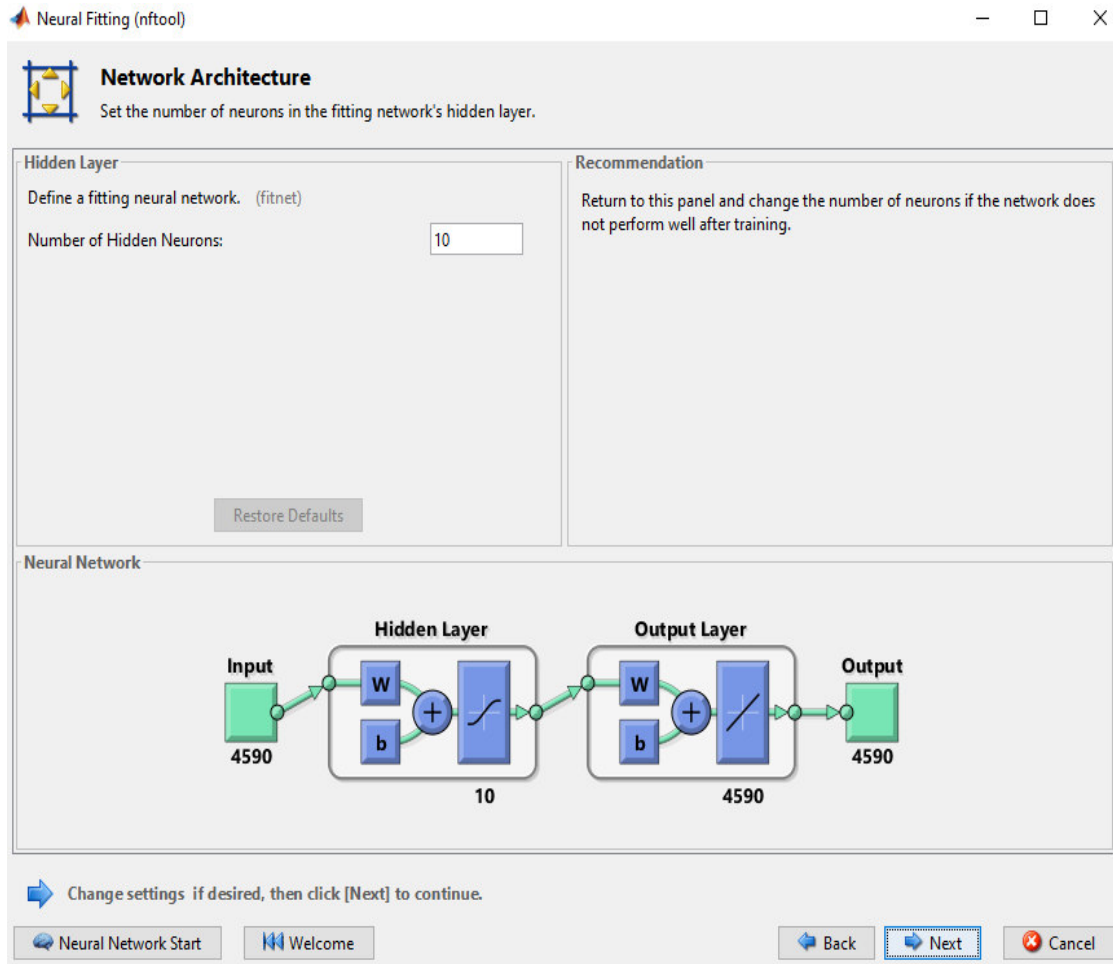 Neural Fitting (nftool)
Network Architecture
Set the number of neurons in the fitting network's hidden layer.
Hidden Layer
Define a fitting neural network. (fitnet)
Number of Hidden Neurons:
10
Restore Defaults
Recommendation
Return to this panel and change the number of neurons if the network does
not perform well after training.
Neural Network
Hidden Layer
Output Layer
Input
Output
W
b
+
W
b
+
4590
10
4590
4590
Change settings if desired, then click [Next] to continue.
Neural Network Start
Welcome
Back
Next
Cancel